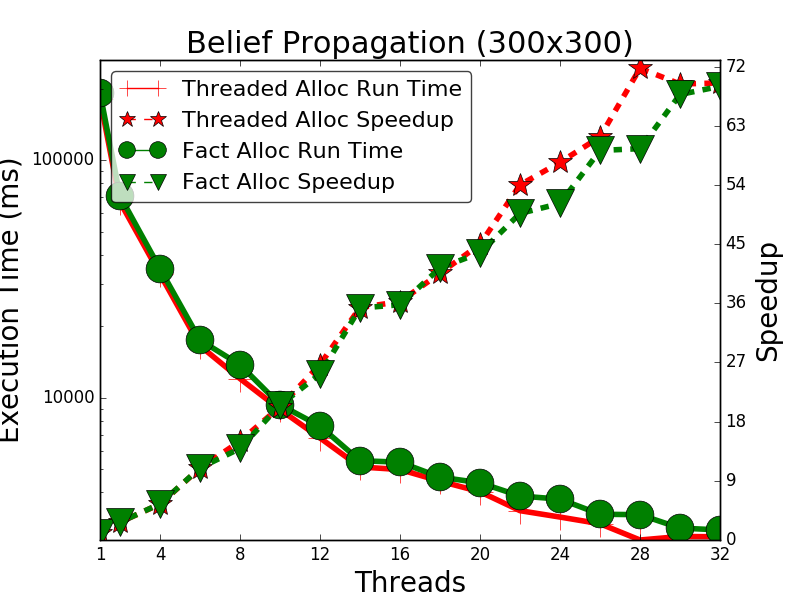 Belief Propagation (300x300)
Threaded Alloc Run Time
Threaded Alloc Speedup
Fact Alloc Run Time
Fact Alloc Speedup
Execution Time (ms)
100000
10000
Speedup
72
63
54
45
36
27
18
9
0
1 4 8 12 16 20 24 28 32
Threads